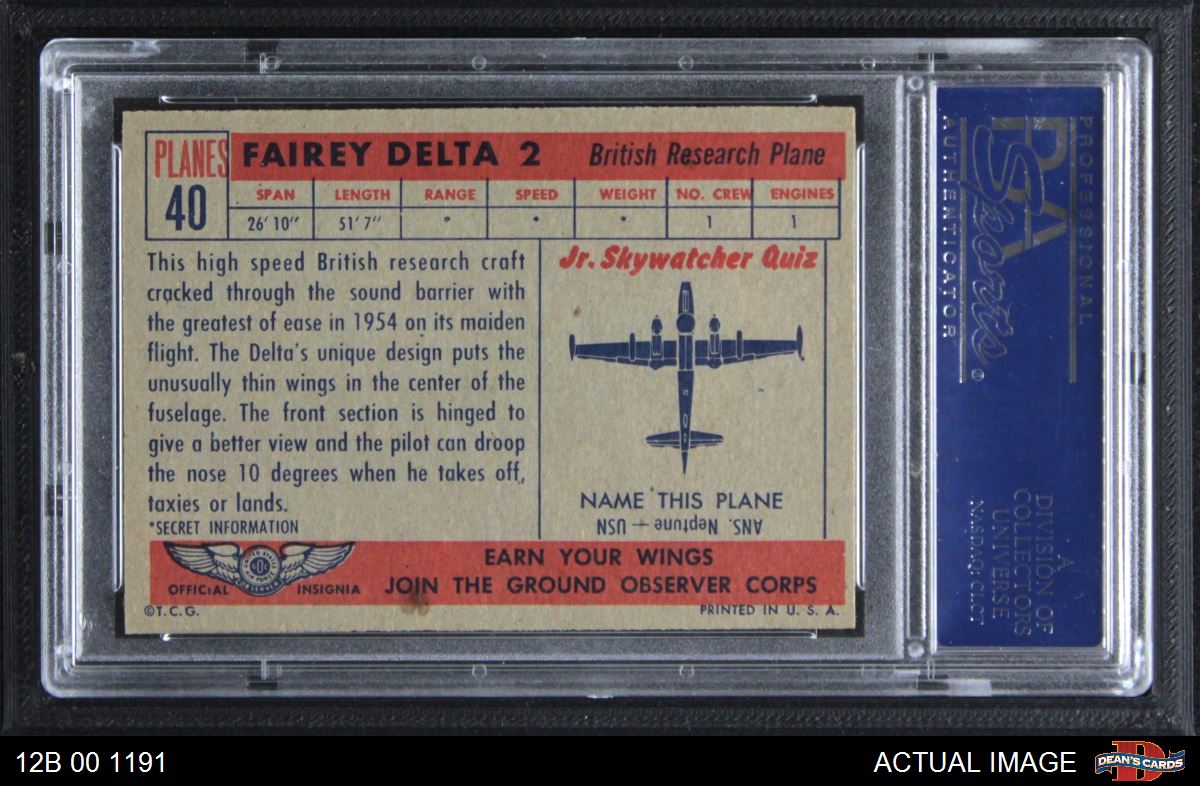 PLANES
40
FAIREY DELTA 2 British Research Plane
SPAN LENGTH RANGE SPEED WEIGHT NO. CREW ENGINES
26' 10" 51' 7" * * * 1 1
This high speed British research craft
cracked through the sound barrier with
the greatest of ease in 1954 on its maiden
flight. The Delta's unique design puts the
unusually thin wings in the center of the
fuselage. The front section is hinged to
give a better view and the pilot can droop
the nose 10 degrees when he takes off,
taxies or lands.
*SECRET INFORMATION
Jr. Skywatcher Quiz
NAME THIS PLANE
ANS. Neptune — USN
UNITED STATES
GOC
AIR FORCE
OBSERVER
OFFICIAL INSIGNIA
EARN YOUR WINGS
JOIN THE GROUND OBSERVER CORPS
©T.C.G. PRINTED IN U. S. A.
PROFESSIONAL
PSA
Sports
AUTHENTICATOR
®
A
DIVISION OF
COLLECTORS
UNIVERSE
NASDAQ: CLCT
12B 00 1191
ACTUAL IMAGE
DEAN'S CARDS